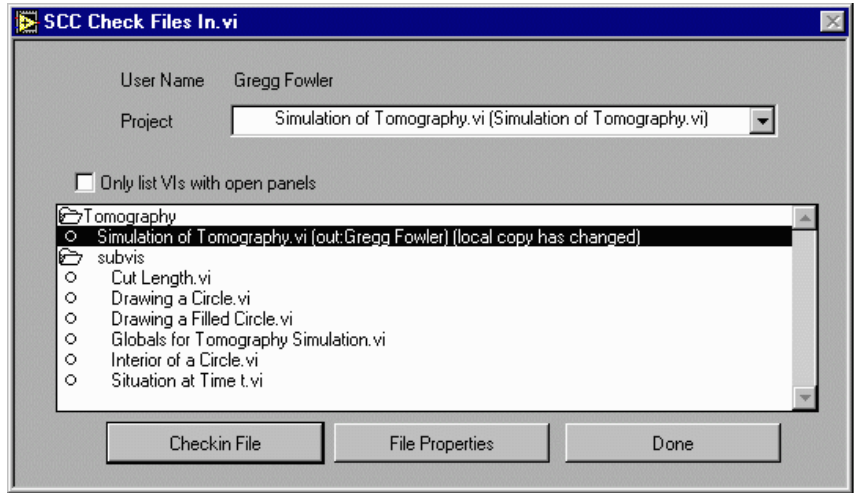 SCC Check Files In.vi
User Name Gregg Fowler
Project Simulation of Tomography.vi (Simulation of Tomography.vi)
Only list VIs with open panels
Tomography
Simulation of Tomography.vi (out:Gregg Fowler) (local copy has changed)
subvis
Cut Length.vi
Drawing a Circle.vi
Drawing a Filled Circle.vi
Globals for Tomography Simulation.vi
Interior of a Circle.vi
Situation at Time t.vi
Checkin File File Properties Done